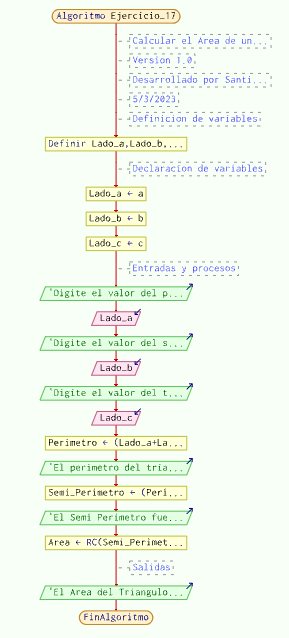 Algoritmo Ejercicio_17
Calcular el Area de un...
Version 1.0
Desarrollado por Santi...
5/3/2023
Definicion de variables
Definir Lado_a,Lado_b,...
Declaracion de variables
Lado_a ← a
Lado_b ← b
Lado_c ← c
Entradas y procesos
'Digite el valor del p...
Lado_a
'Digite el valor del s...
Lado_b
'Digite el valor del t...
Lado_c
Perimetro ← (Lado_a+La...
'El perimetro del tria...
Semi_Perimetro ← (Peri...
'El Semi Perimetro fue...
Area ← RC(Semi_Perimet...
Salidas
'El Area del Triangulo...
FinAlgoritmo